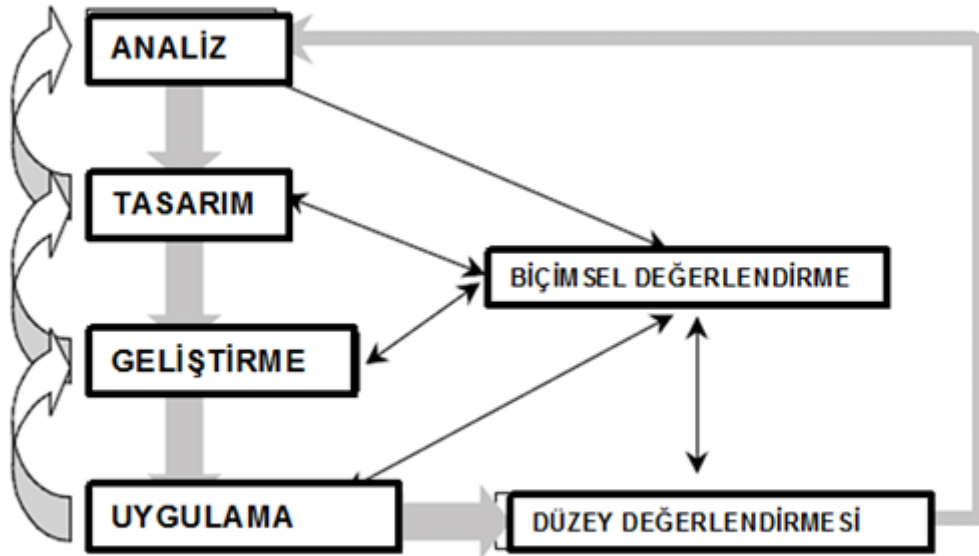 ANALİZ
TASARIM
BİÇİMSEL DEĞERLENDİRME
GELİŞTİRME
UYGULAMA
DÜZEY DEĞERLENDİRMESİ